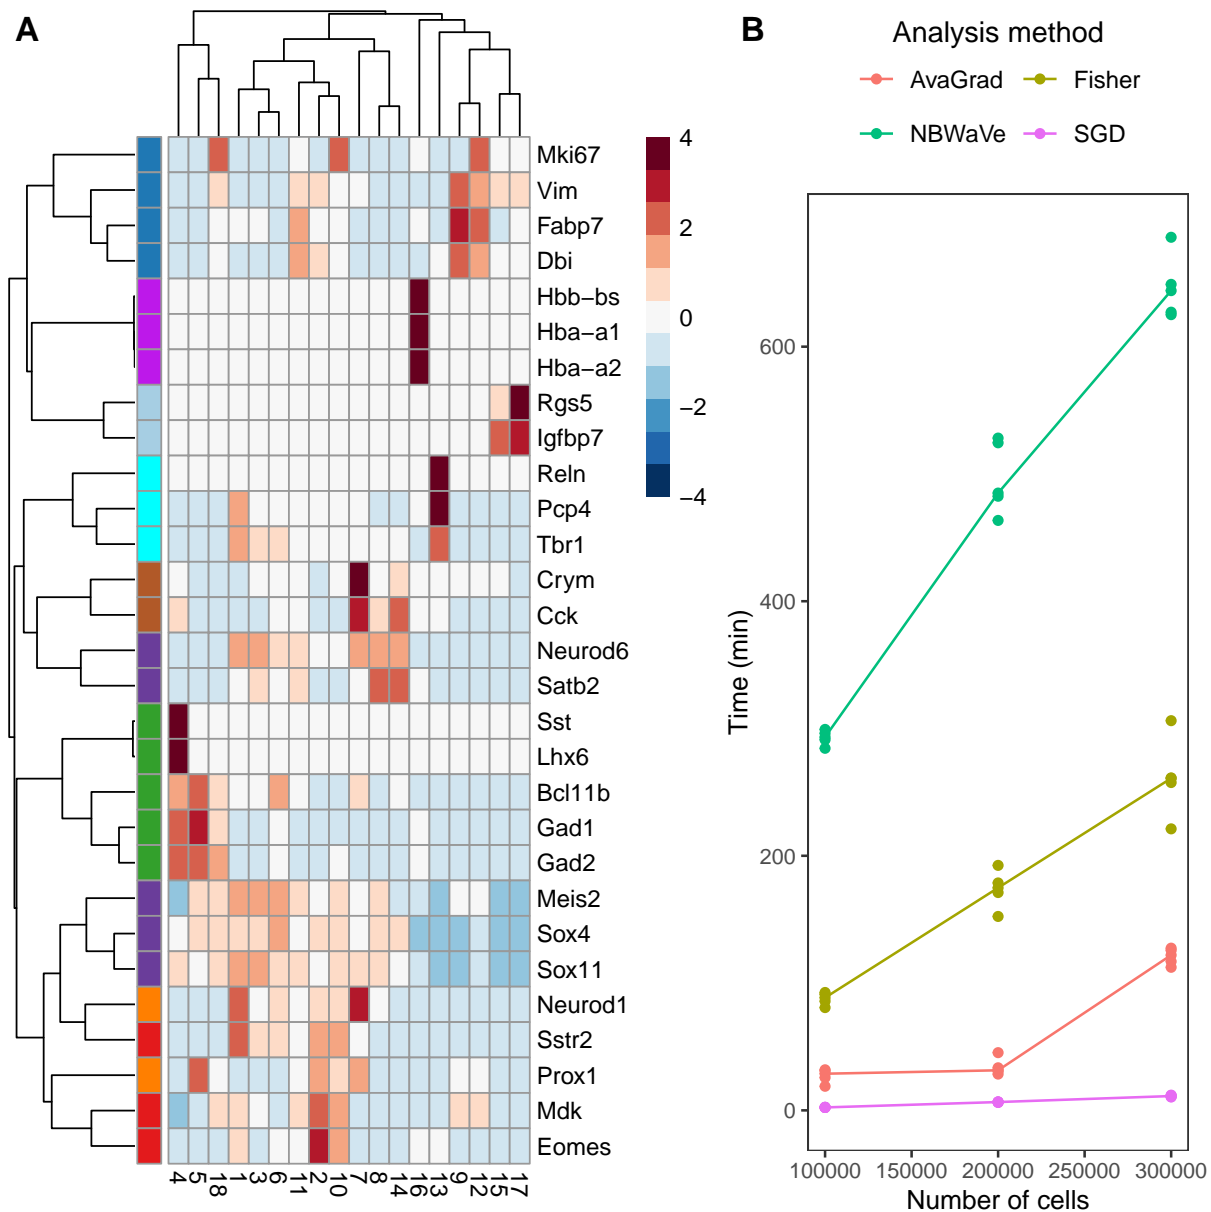 A
Mki67
Vim
Fabp7
Dbi
Hbb−bs
Hba−a1
Hba−a2
Rgs5
Igfbp7
Reln
Pcp4
Tbr1
Crym
Cck
Neurod6
Satb2
Sst
Lhx6
Bcl11b
Gad1
Gad2
Meis2
Sox4
Sox11
Neurod1
Sstr2
Prox1
Mdk
Eomes
4 5 18 1 3 6 11 2 10 7 8 14 16 13 9 12 15 17
4
2
0
−2
−4
B
Analysis method
AvaGrad Fisher
NBWaVe SGD
Time (min)
600
400
200
0
100000 150000 200000 250000 300000
Number of cells